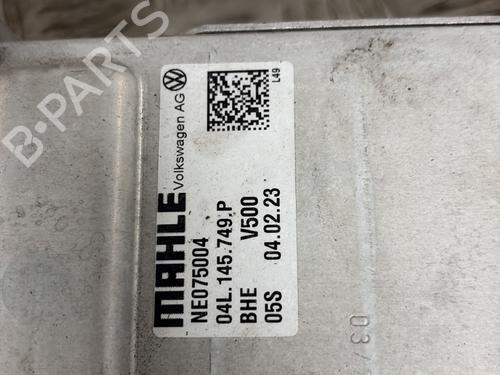 MAHLE
Volkswagen AG
L49
NE075004
04L.145.749.P
BHE V500
05S 04.02.23
03/
B-PARTS